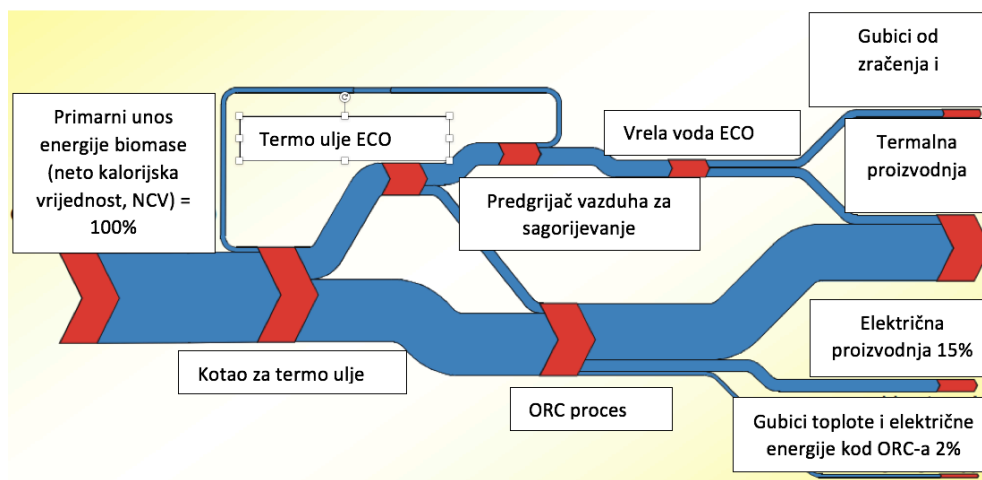 Primarni unos
energije biomase
(neto kalorijska
vrijednost, NCV) =
100%
Termo ulje ECO
Vrela voda ECO
Gubici od
zračenja i
Termalna
proizvodnja
Predgrijač vazduha za
sagorijevanje
Kotao za termo ulje
ORC proces
Električna
proizvodnja 15%
Gubici toplote i električne
energije kod ORC-a 2%